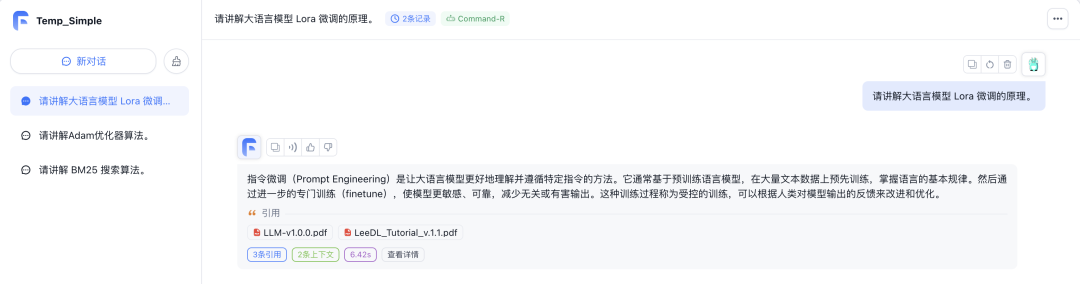 Temp_Simple
请讲解大语言模型 Lora 微调的原理。
2条记录
Command-R
新对话
请讲解大语言模型 Lora 微调...
请讲解Adam优化器算法。
请讲解 BM25 搜索算法。
请讲解大语言模型 Lora 微调的原理。
指令微调（Prompt Engineering）是让大语言模型更好地理解并遵循特定指令的方法。它通常基于预训练语言模型，在大量文本数据上预先训练，掌握语言的基本规律。然后通
过进一步的专门训练（finetune），使模型更敏感、可靠，减少无关或有害输出。这种训练过程称为受控的训练，可以根据人类对模型输出的反馈来改进和优化。
引用
LLM-v1.0.0.pdf
LeeDL_Tutorial_v.1.1.pdf
3条引用
2条上下文
6.42s
查看详情